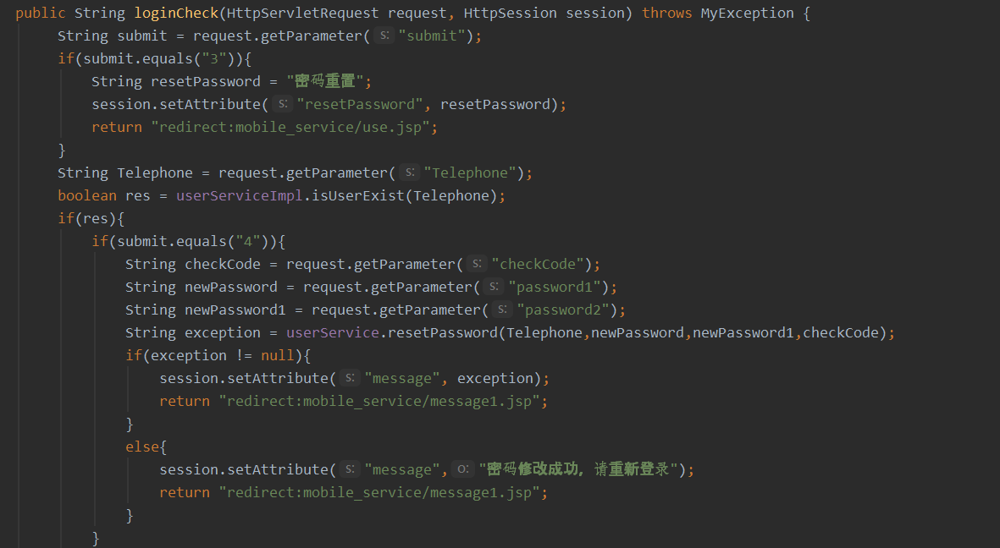 public String loginCheck(HttpServletRequest request, HttpSession session) throws MyException {
String submit = request.getParameter( s: "submit");
if(submit.equals("3")){
String resetPassword = "密码重置";
session.setAttribute( s: "resetPassword", resetPassword);
return "redirect:mobile_service/use.jsp";
}
String Telephone = request.getParameter( s: "Telephone");
boolean res = userServiceImpl.isUserExist(Telephone);
if(res){
if(submit.equals("4")){
String checkCode = request.getParameter( s: "checkCode");
String newPassword = request.getParameter( s: "password1");
String newPassword1 = request.getParameter( s: "password2");
String exception = userService.resetPassword(Telephone,newPassword,newPassword1,checkCode);
if(exception != null){
session.setAttribute( s: "message", exception);
return "redirect:mobile_service/message1.jsp";
}
else{
session.setAttribute( s: "message", o: "密码修改成功，请重新登录");
return "redirect:mobile_service/message1.jsp";
}
}